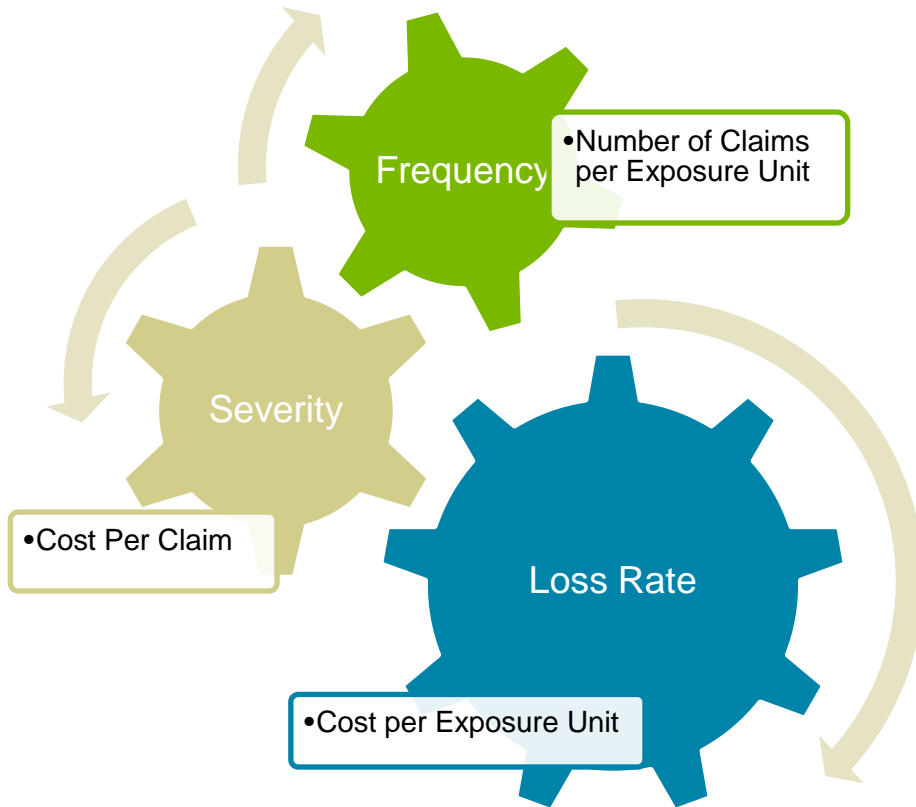 Frequency
•Number of Claims
per Exposure Unit
Severity
•Cost Per Claim
Loss Rate
•Cost per Exposure Unit